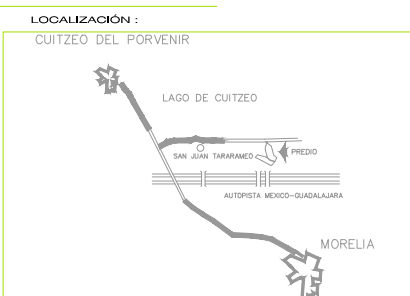 LOCALIZACIÓN :
CUITZEO DEL PORVENIR
LAGO DE CUITZEO
SAN JUAN TARARAMEO
PREDIO
AUTOPISTA MEXICO-GUADALAJARA
MORELIA